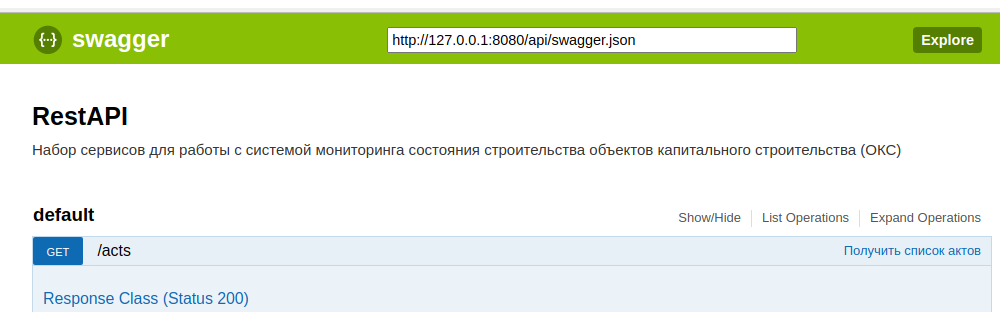 {···} swagger http://127.0.0.1:8080/api/swagger.json Explore
RestAPI
Набор сервисов для работы с системой мониторинга состояния строительства объектов капитального строительства (ОКС)
default Show/Hide List Operations Expand Operations
GET /acts Получить список актов
Response Class (Status 200)